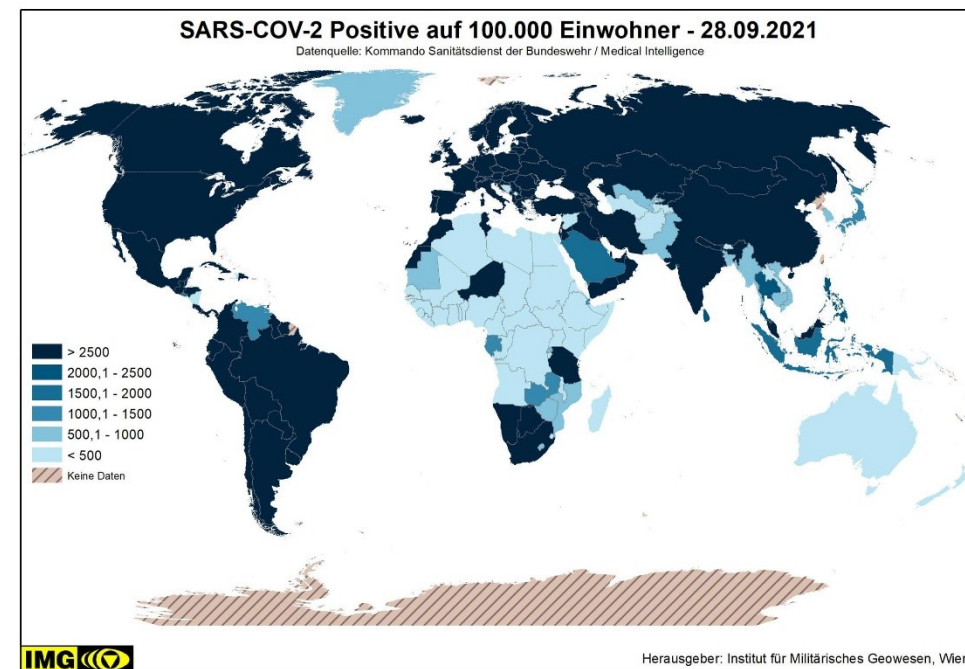 SARS-COV-2 Positive auf 100.000 Einwohner - 28.09.2021
Datenquelle: Kommando Sanitätsdienst der Bundeswehr / Medical Intelligence
> 2500
2000,1 - 2500
1500,1 - 2000
1000,1 - 1500
500,1 - 1000
< 500
Keine Daten
IMG
Herausgeber: Institut für Militärisches Geowesen, Wien